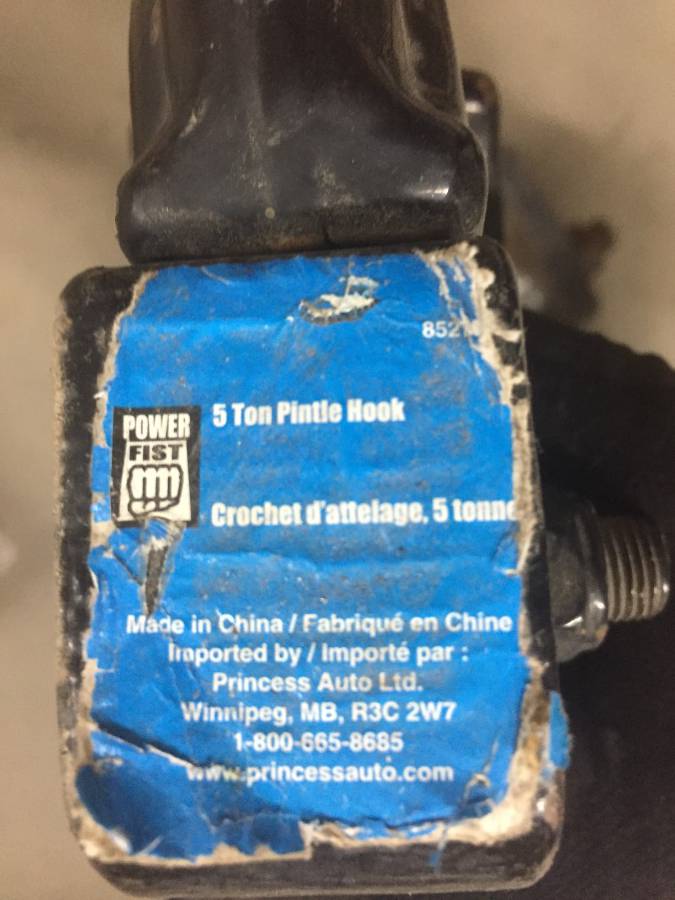 5 Ton Pintle Hook
POWER
FIST
Crochet d'attelage, 5 tonne
Made in China / Fabriqué en Chine
Imported by / Importé par :
Princess Auto Ltd.
Winnipeg, MB, R3C 2W7
1-800-665-8685
www.princessauto.com